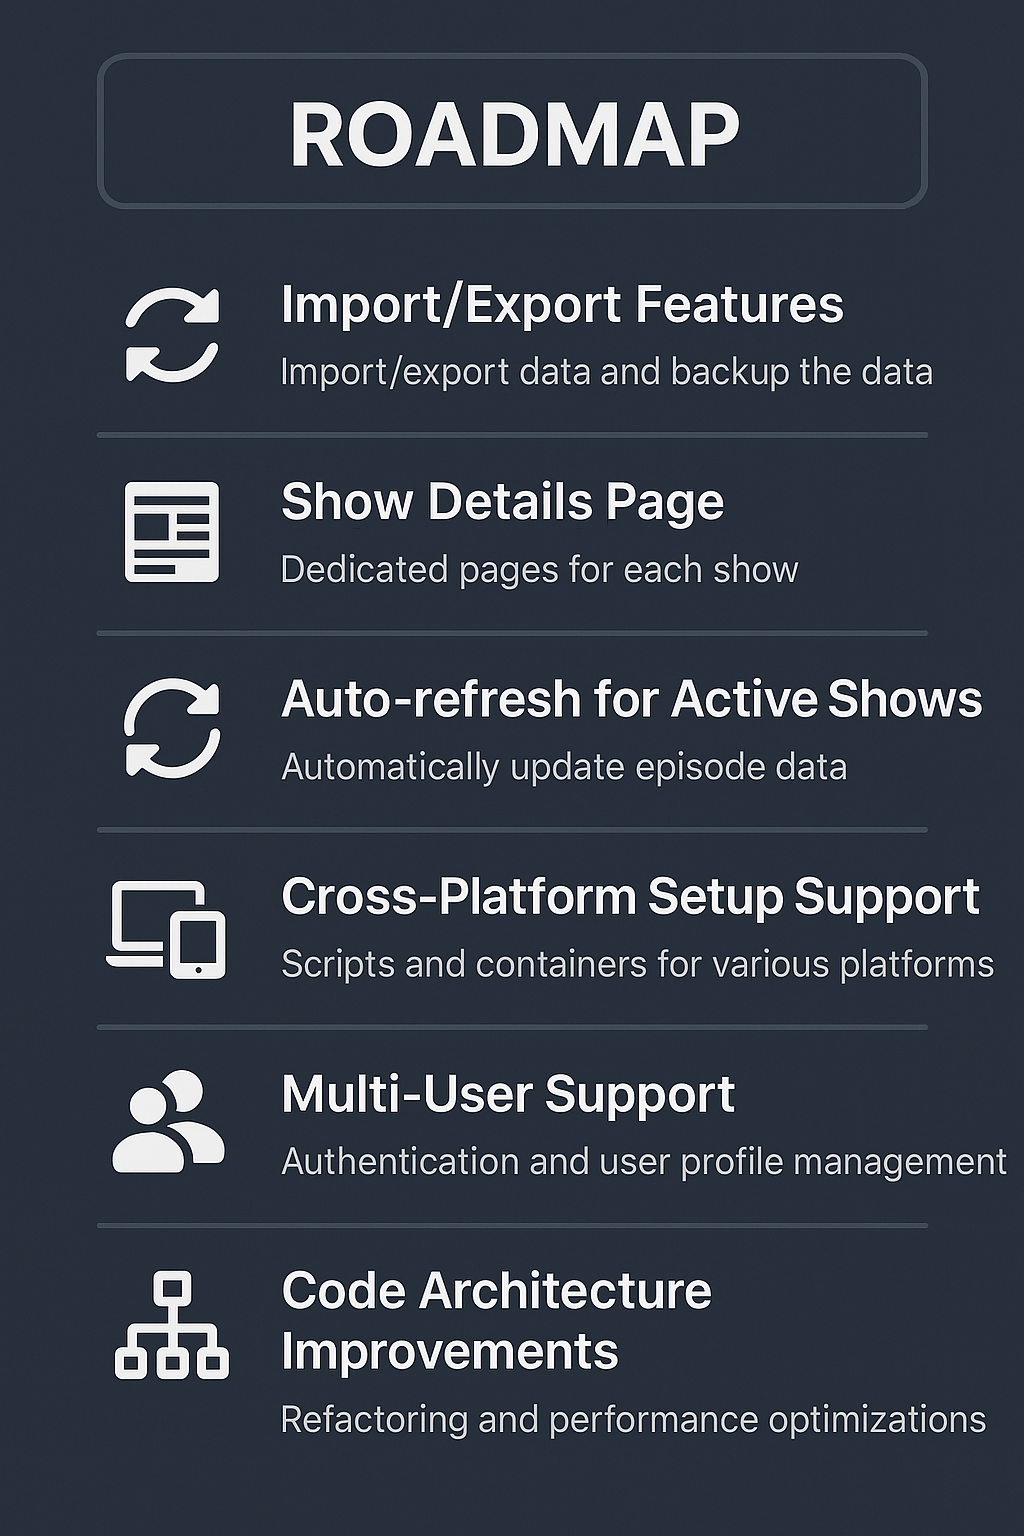 ROADMAP
Import/Export Features
Import/export data and backup the data
Show Details Page
Dedicated pages for each show
Auto-refresh for Active Shows
Automatically update episode data
Cross-Platform Setup Support
Scripts and containers for various platforms
Multi-User Support
Authentication and user profile management
Code Architecture
Improvements
Refactoring and performance optimizations